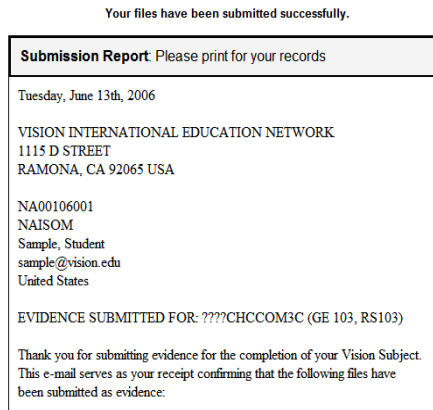 Your files have been submitted successfully.
Submission Report: Please print for your records
Tuesday, June 13th, 2006
VISION INTERNATIONAL EDUCATION NETWORK
1115 D STREET
RAMONA, CA 92065 USA
NA00106001
NAISOM
Sample, Student
sample@vision.edu
United States
EVIDENCE SUBMITTED FOR: ????CHCCOM3C (GE 103, RS103)
Thank you for submitting evidence for the completion of your Vision Subject.
This e-mail serves as your receipt confirming that the following files have
been submitted as evidence: